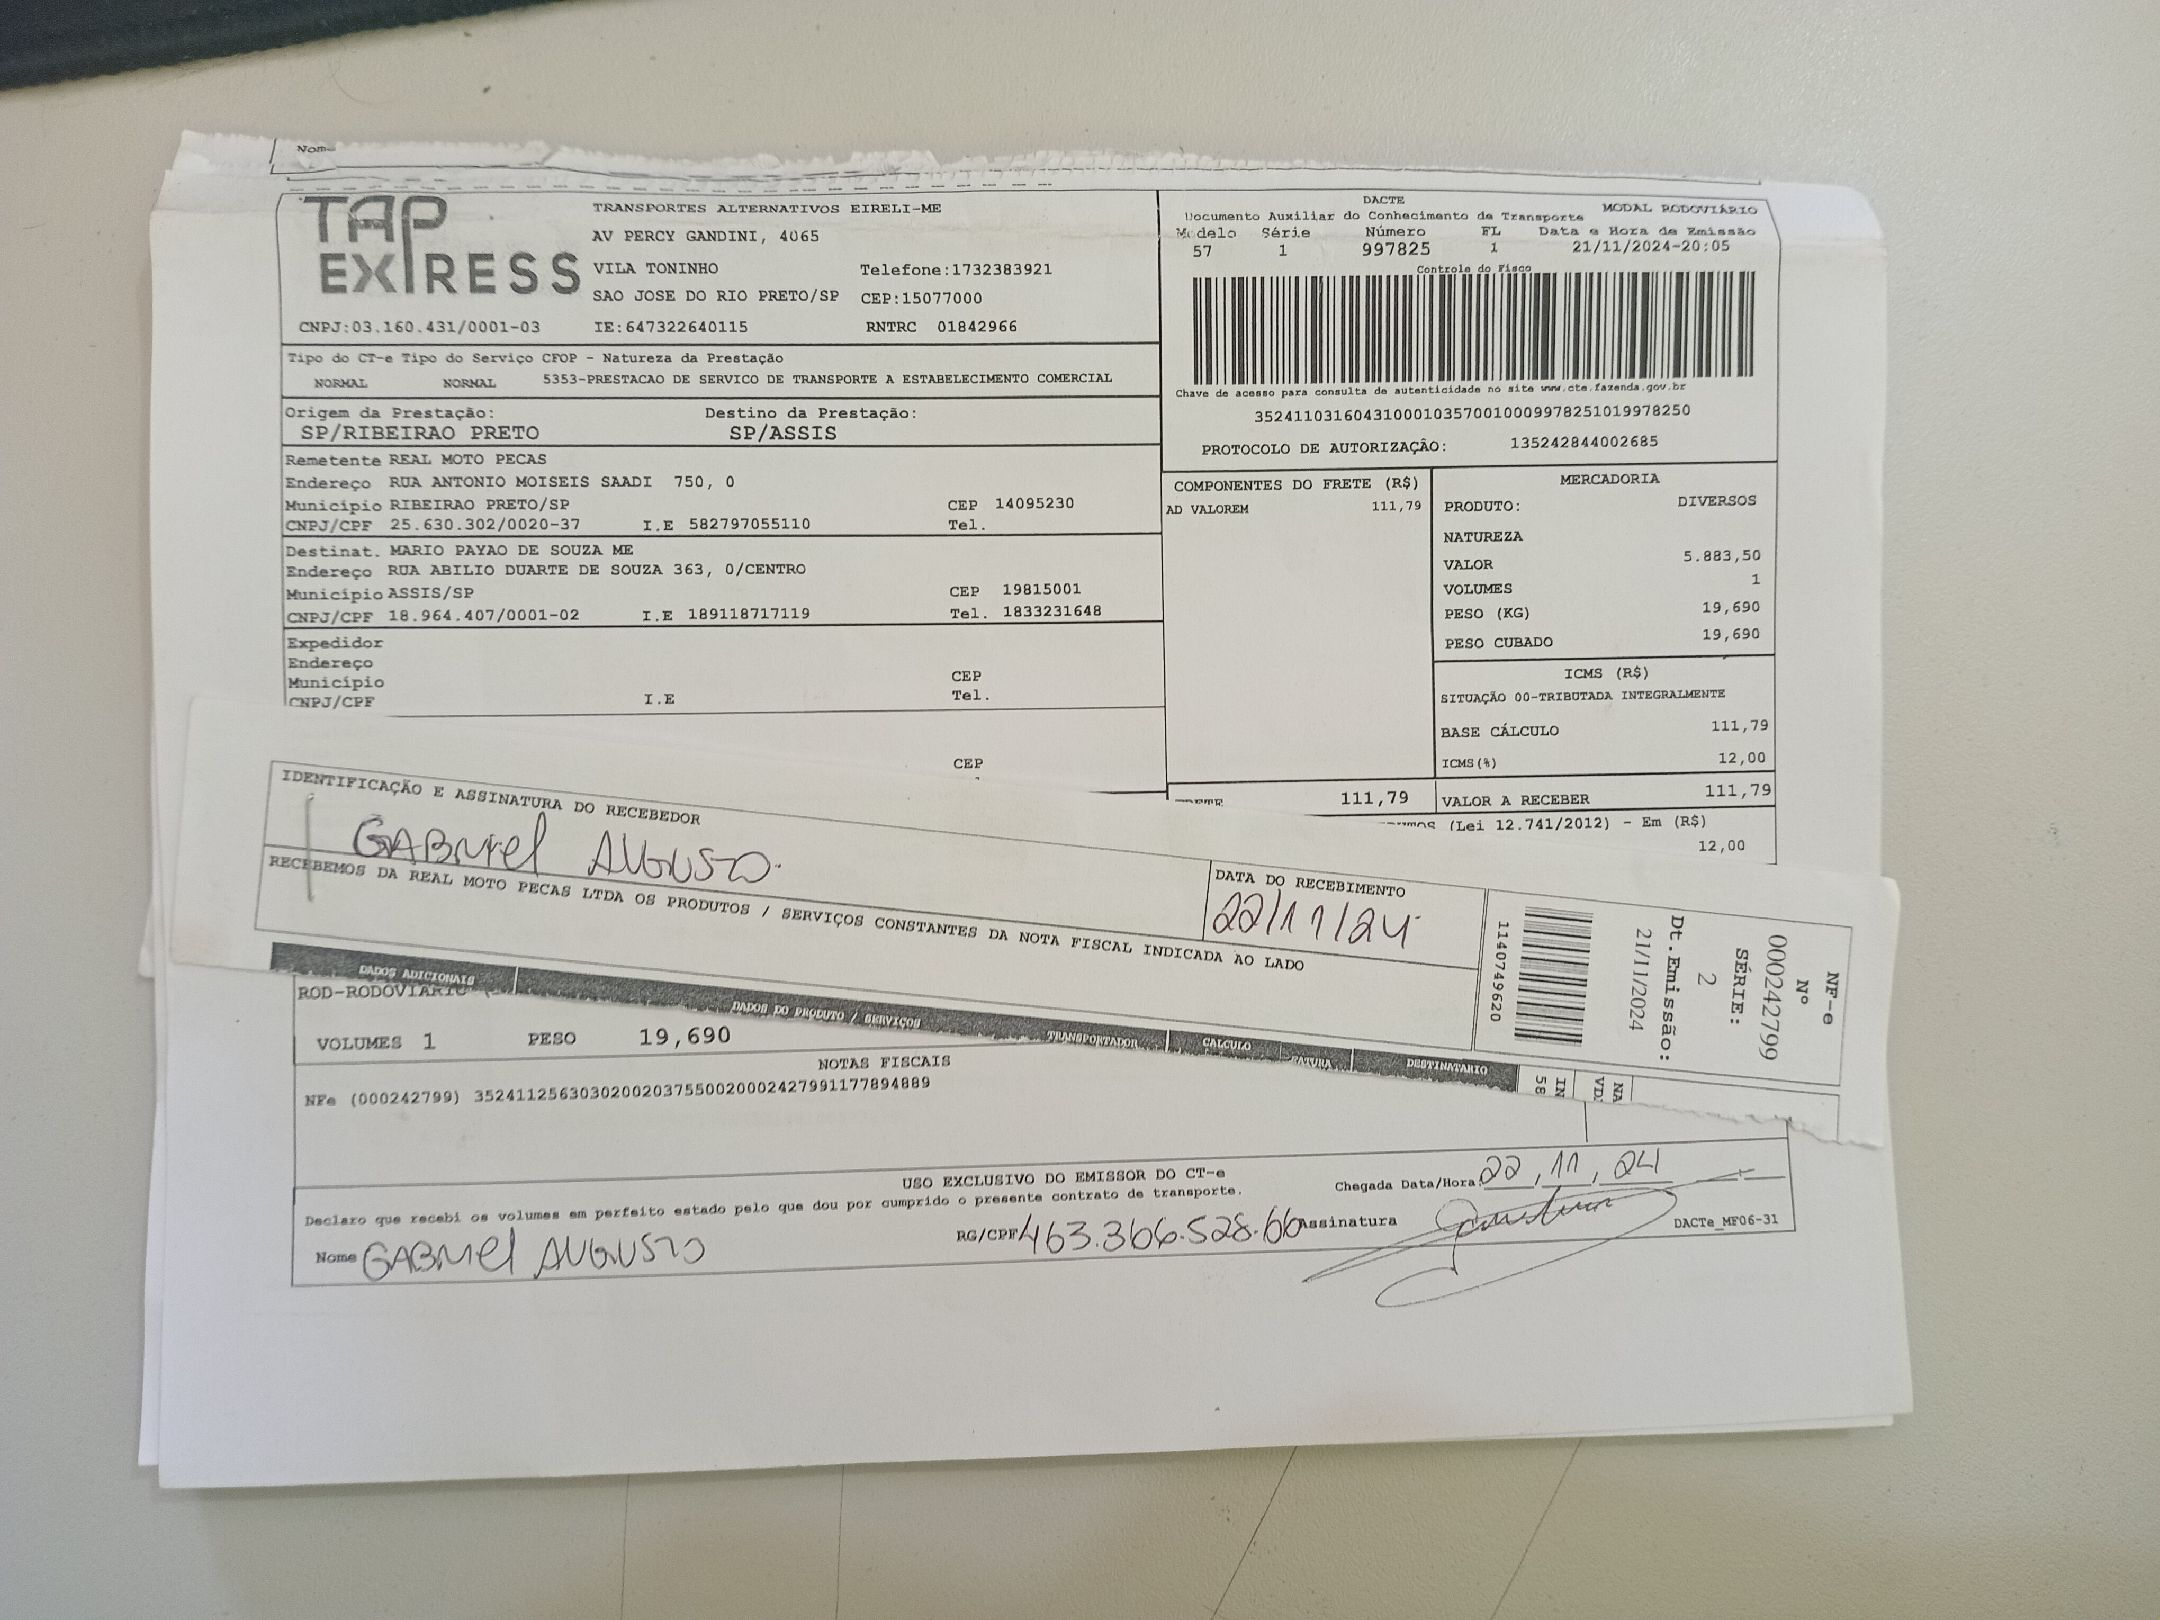 TAP
EXPRESS
TRANSPORTES ALTERNATIVOS EIRELI-ME
AV PERCY GANDINI, 4065
VILA TONINHO Telefone:1732383921
SAO JOSE DO RIO PRETO/SP CEP:15077000
CNPJ:03.160.431/0001-03 IE:647322640115 RNTRC 01842966
DACTE
Documento Auxiliar do Conhecimento de Transporte MODAL RODOVIÁRIO
Modelo Série Número FL Data e Hora de Emissão
57 1 997825 1 21/11/2024-20:05
Controle do Fisco
Chave de acesso para consulta de autenticidade no site www.cte.fazenda.gov.br
35241103160431000103570010009978251019978250
PROTOCOLO DE AUTORIZAÇÃO: 135242844002685
Tipo do CT-e Tipo do Serviço CFOP - Natureza da Prestação
NORMAL NORMAL 5353-PRESTACAO DE SERVICO DE TRANSPORTE A ESTABELECIMENTO COMERCIAL
Origem da Prestação: Destino da Prestação:
SP/RIBEIRAO PRETO SP/ASSIS
Remetente REAL MOTO PECAS
Endereço RUA ANTONIO MOISEIS SAADI 750, 0
Município RIBEIRAO PRETO/SP CEP 14095230
CNPJ/CPF 25.630.302/0020-37 I.E 582797055110 Tel.
Destinat. MARIO PAYAO DE SOUZA ME
Endereço RUA ABILIO DUARTE DE SOUZA 363, 0/CENTRO
Município ASSIS/SP CEP 19815001
CNPJ/CPF 18.964.407/0001-02 I.E 189118717119 Tel. 1833231648
Expedidor
Endereço
Município CEP
CNPJ/CPF I.E Tel.
CEP
COMPONENTES DO FRETE (R$)
AD VALOREM 111,79
111,79
MERCADORIA
PRODUTO: DIVERSOS
NATUREZA
VALOR 5.883,50
VOLUMES 1
PESO (KG) 19,690
PESO CUBADO 19,690
ICMS (R$)
SITUAÇÃO 00-TRIBUTADA INTEGRALMENTE
BASE CÁLCULO 111,79
ICMS(%) 12,00
VALOR A RECEBER 111,79
(Lei 12.741/2012) - Em (R$)
12,00
IDENTIFICAÇÃO E ASSINATURA DO RECEBEDOR
GABRIEL AUGUSTO
RECEBEMOS DA REAL MOTO PECAS LTDA OS PRODUTOS / SERVIÇOS CONSTANTES DA NOTA FISCAL INDICADA AO LADO
DATA DO RECEBIMENTO
22/11/24
1140749620
NF-e
Nº
000242799
SÉRIE:
2
Dt.Emissão:
21/11/2024
DADOS ADICIONAIS DADOS DO PRODUTO / SERVIÇOS TRANSPORTADOR CALCULO FATURA DESTINATARIO
ROD-RODOVIÁRIO
VOLUMES 1 PESO 19,690
NOTAS FISCAIS
NFe (000242799) 35241125630302002037550020002427991177894889
USO EXCLUSIVO DO EMISSOR DO CT-e
Declaro que recebi os volumes em perfeito estado pelo que dou por cumprido o presente contrato de transporte.
Chegada Data/Hora 22, 11, 24
Nome GABRIEL AUGUSTO RG/CPF 463.366.528.66 Assinatura
DACTe_MF06-31